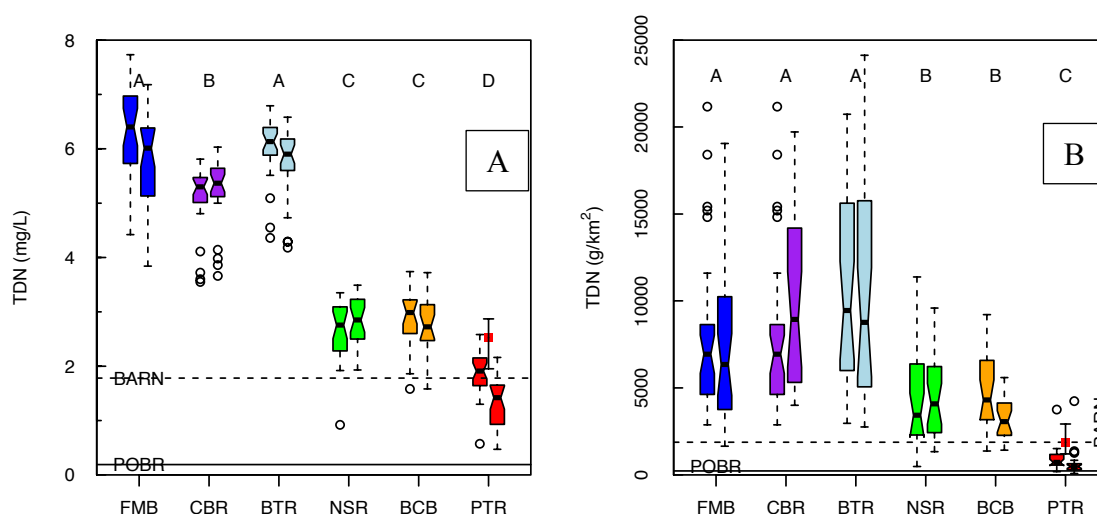 8
6
4
2
0
TDN (mg/L)
A B A C C D
A
BARN
POBR
FMB CBR BTR NSR BCB PTR
25000
20000
15000
10000
5000
0
TDN (g/km²)
A A A B B C
B
BARN
POBR
FMB CBR BTR NSR BCB PTR